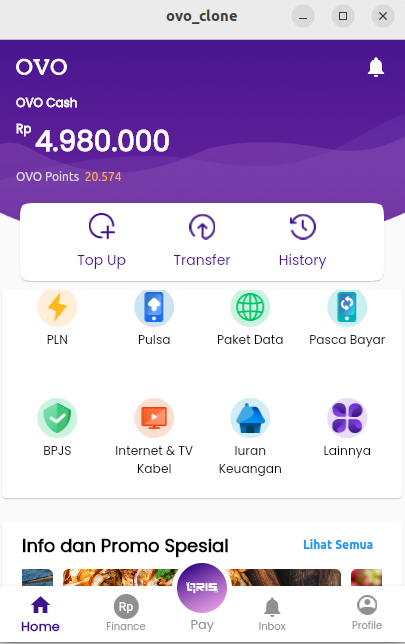 ovo_clone
OVO
OVO Cash
Rp 4.980.000
OVO Points 20.574
Top Up Transfer History
PLN Pulsa Paket Data Pasca Bayar
BPJS Internet & TV Kabel Iuran Keuangan Lainnya
Info dan Promo Spesial Lihat Semua
QRIS
Rp
Home Finance Pay Inbox Profile